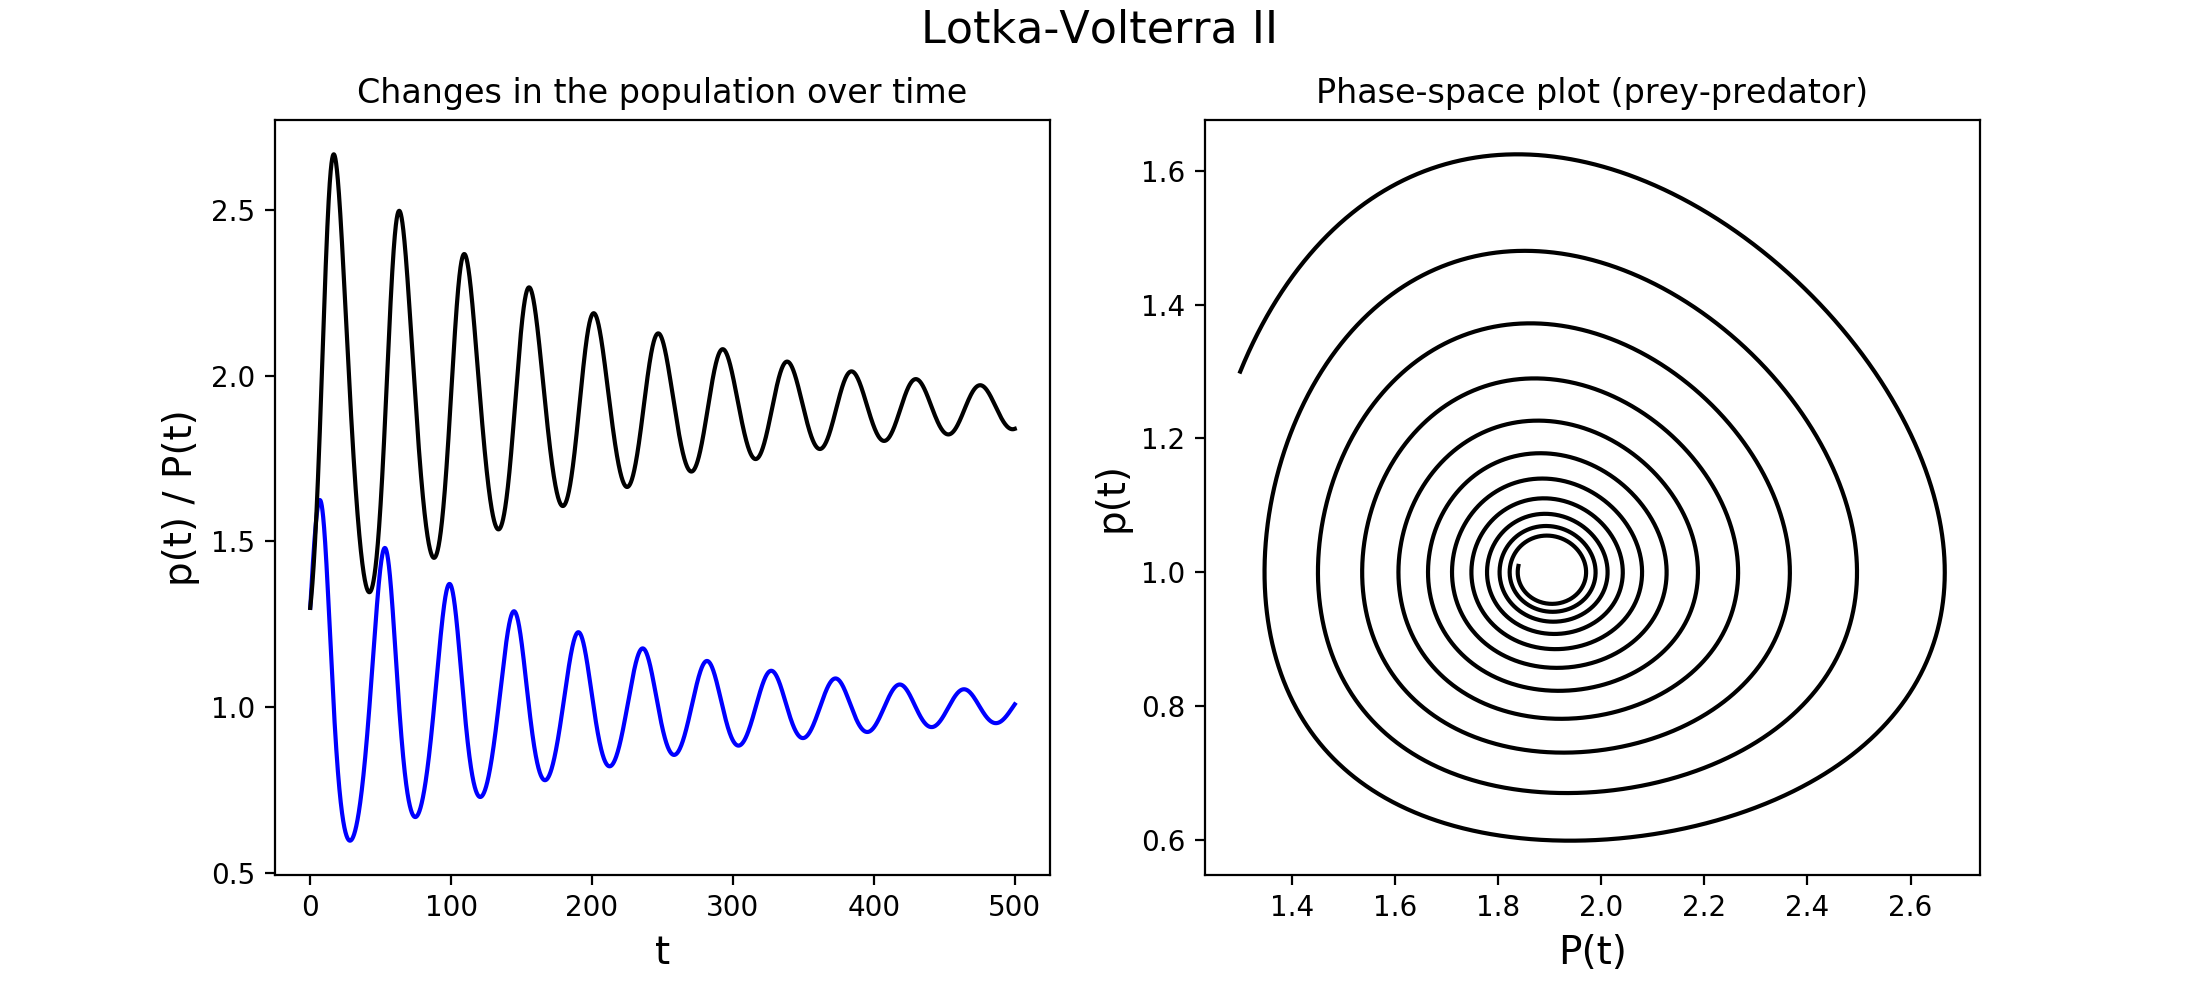 Lotka-Volterra II
Changes in the population over time
p(t) / P(t)
2.5
2.0
1.5
1.0
0.5
0 100 200 300 400 500
t
Phase-space plot (prey-predator)
p(t)
1.6
1.4
1.2
1.0
0.8
0.6
1.4 1.6 1.8 2.0 2.2 2.4 2.6
P(t)